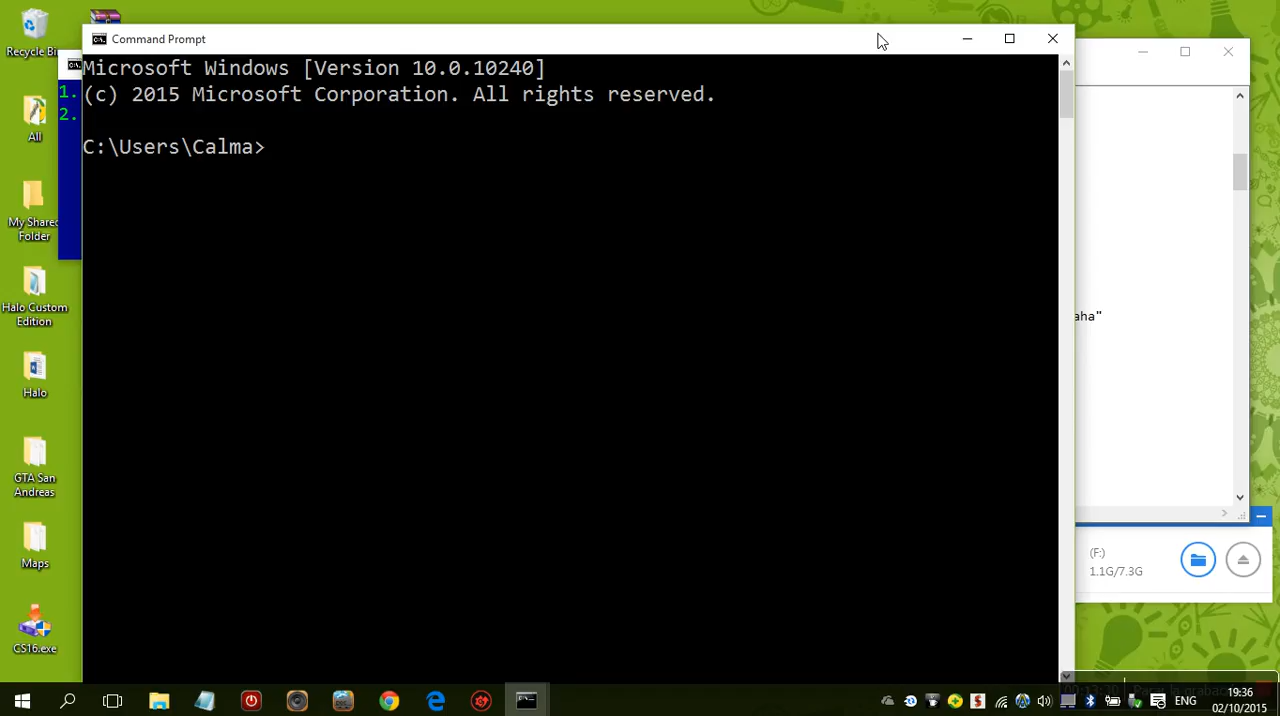 Recycle Bin
Command Prompt
Microsoft Windows [Version 10.0.10240]
(c) 2015 Microsoft Corporation. All rights reserved.
C:\Users\Calma>
1.
2.
All
My Shared
Folder
Halo Custom
Edition
Halo
GTA San
Andreas
Maps
CS16.exe
aha"
(F:)
1.1G/7.3G
ENG
19:36
02/10/2015